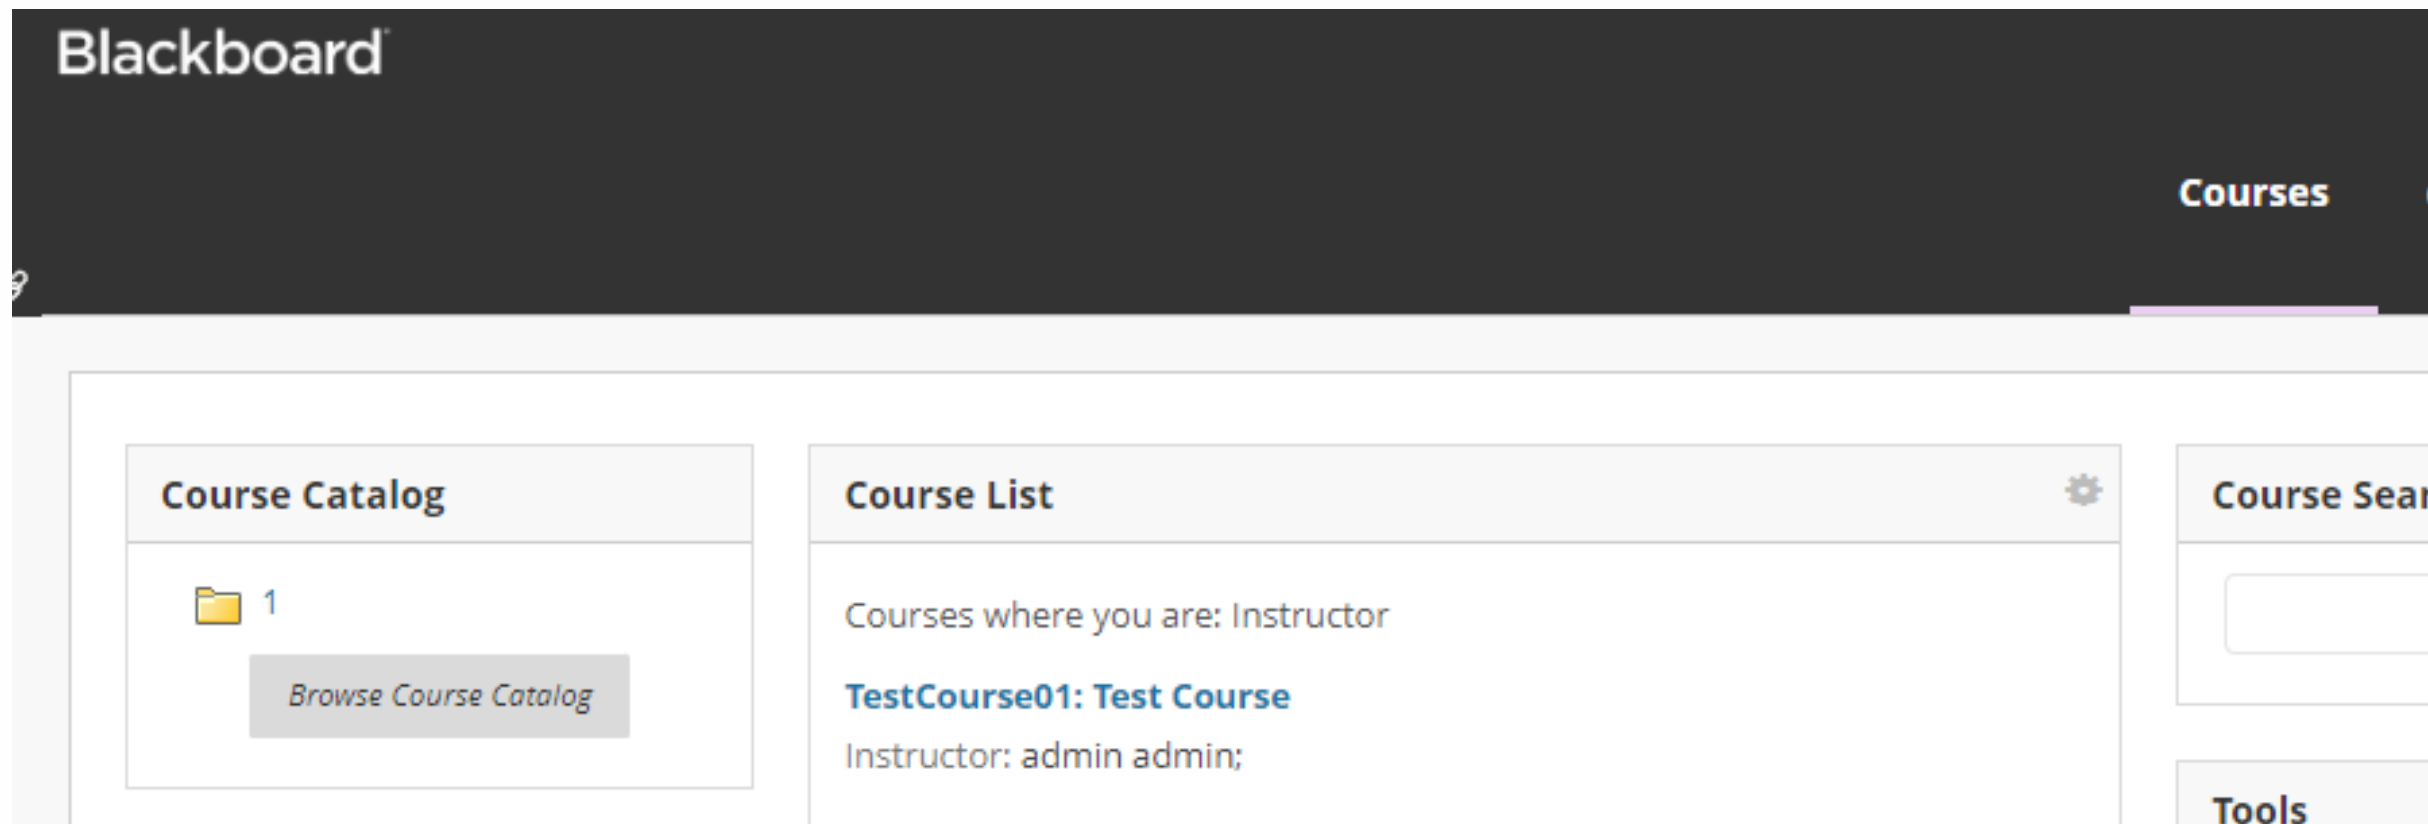 Blackboard
Courses
Course Catalog
1
Browse Course Catalog
Course List
Courses where you are: Instructor
TestCourse01: Test Course
Instructor: admin admin;
Course Sear
Tools